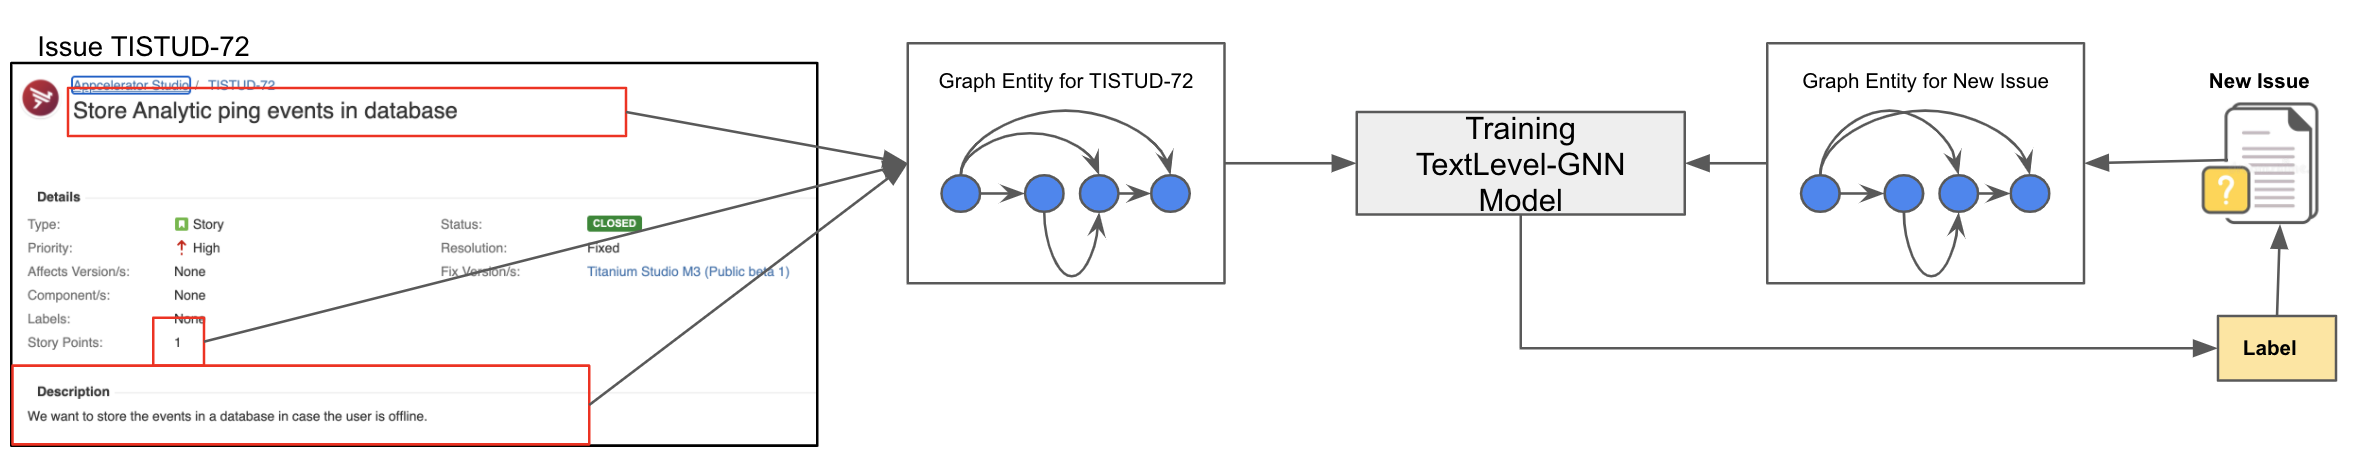 Issue TISTUD-72
Appcelerator Studio / TISTUD-72
Store Analytic ping events in database
Details
Type: Story
Priority: High
Affects Version/s: None
Component/s: None
Labels: None
Story Points: 1
Status: CLOSED
Resolution: Fixed
Fix Version/s: Titanium Studio M3 (Public beta 1)
Description
We want to store the events in a database in case the user is offline.
Graph Entity for TISTUD-72
Training
TextLevel-GNN
Model
Graph Entity for New Issue
New Issue
?
Label